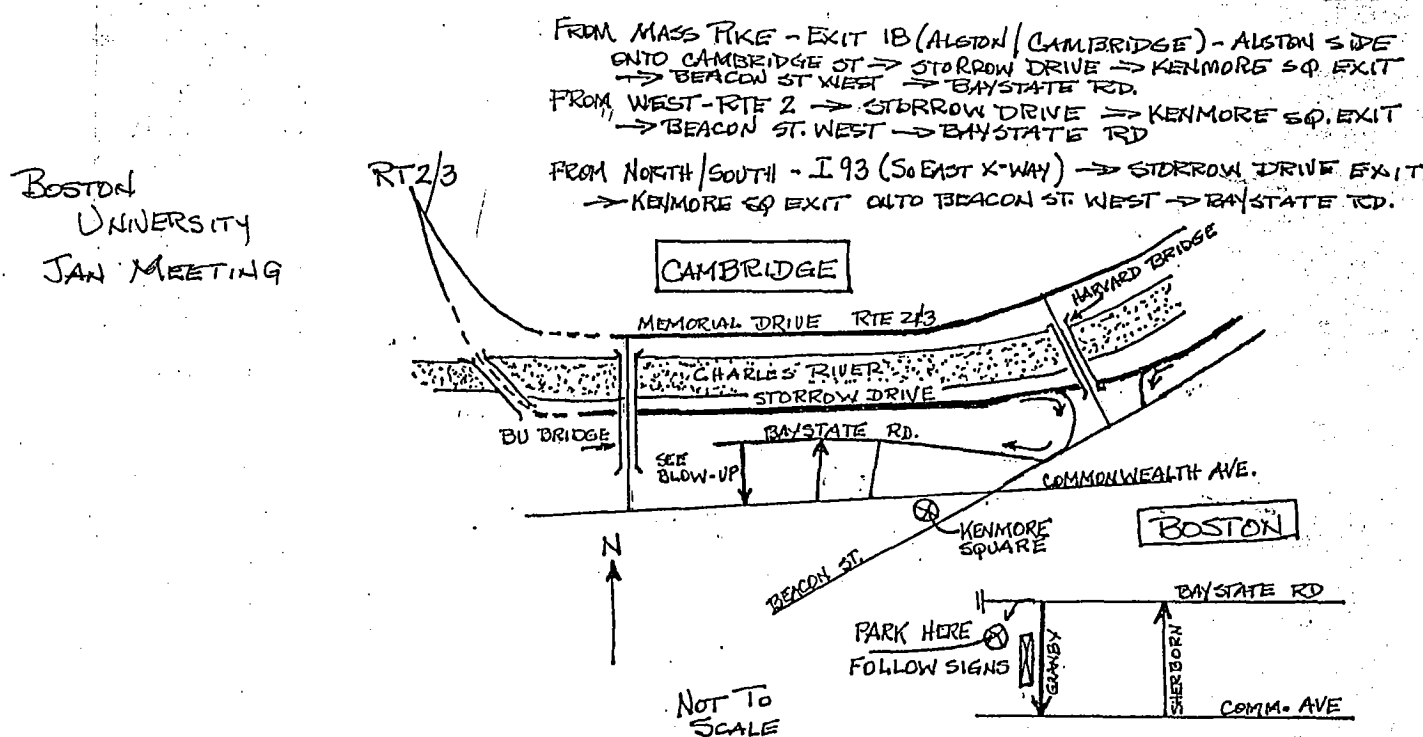 FROM MASS PIKE - EXIT 18 (ALSTON/CAMBRIDGE) - ALSTON SIDE
ONTO CAMBRIDGE ST → STORROW DRIVE → KENMORE SQ EXIT
→ BEACON ST WEST → BAYSTATE RD.
FROM WEST - RTE 2 → STORROW DRIVE → KENMORE SQ. EXIT
→ BEACON ST. WEST → BAYSTATE RD
FROM NORTH/SOUTH - I 93 (SO EAST X-WAY) → STORROW DRIVE EXIT
→ KENMORE SQ EXIT ONTO BEACON ST. WEST → BAYSTATE RD.
BOSTON
UNIVERSITY
JAN MEETING
RT 2/3
CAMBRIDGE
HARVARD BRIDGE
MEMORIAL DRIVE RTE 2/3
CHARLES RIVER
STORROW DRIVE
BU BRIDGE
BAYSTATE RD.
SEE
BLOW-UP
COMMONWEALTH AVE.
KENMORE
SQUARE
BOSTON
N
BEACON ST.
BAYSTATE RD
PARK HERE
FOLLOW SIGNS
GRANBY
SHERBORN
COMM. AVE
NOT TO
SCALE